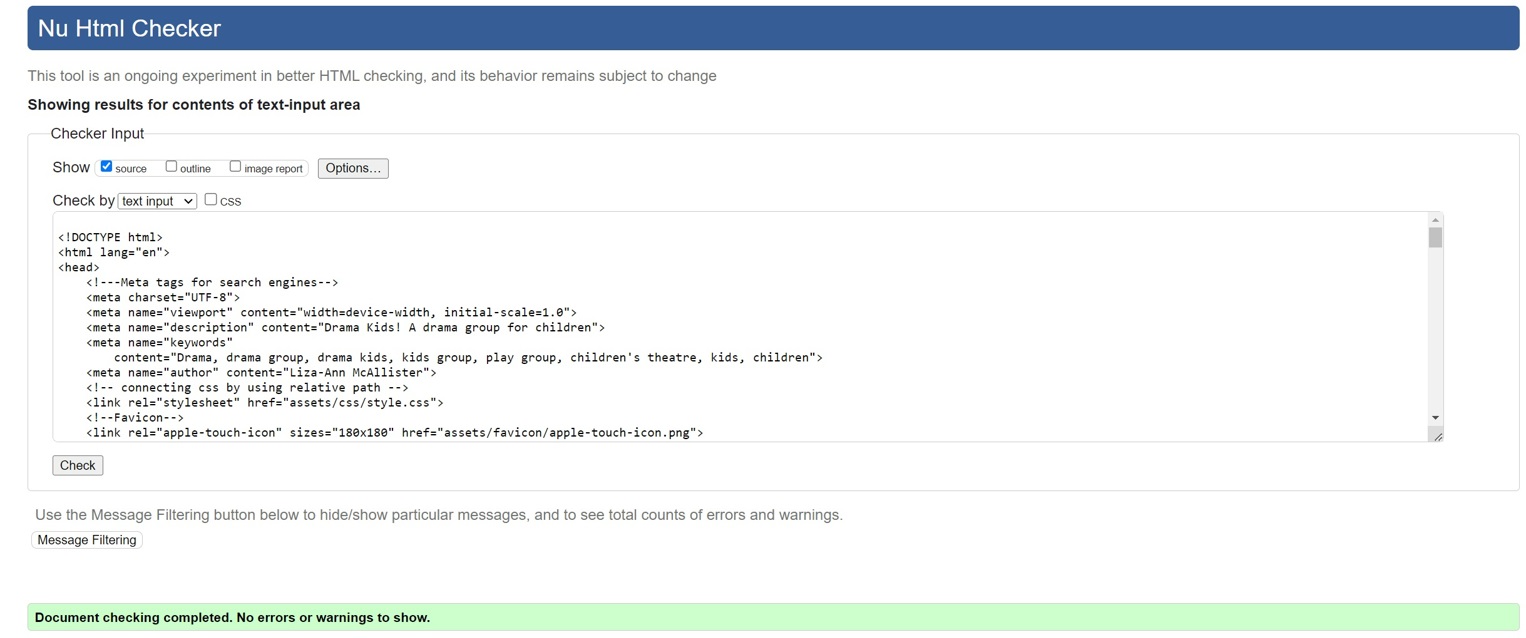 Nu Html Checker
This tool is an ongoing experiment in better HTML checking, and its behavior remains subject to change
Showing results for contents of text-input area
Checker Input
Show source outline image report Options...
Check by text input css
<!DOCTYPE html>
<html lang="en">
<head>
    <!---Meta tags for search engines-->
    <meta charset="UTF-8">
    <meta name="viewport" content="width=device-width, initial-scale=1.0">
    <meta name="description" content="Drama Kids! A drama group for children">
    <meta name="keywords"
        content="Drama, drama group, drama kids, kids group, play group, children's theatre, kids, children">
    <meta name="author" content="Liza-Ann McAllister">
    <!-- connecting css by using relative path -->
    <link rel="stylesheet" href="assets/css/style.css">
    <!--Favicon-->
    <link rel="apple-touch-icon" sizes="180x180" href="assets/favicon/apple-touch-icon.png">
Check
Use the Message Filtering button below to hide/show particular messages, and to see total counts of errors and warnings.
Message Filtering
Document checking completed. No errors or warnings to show.